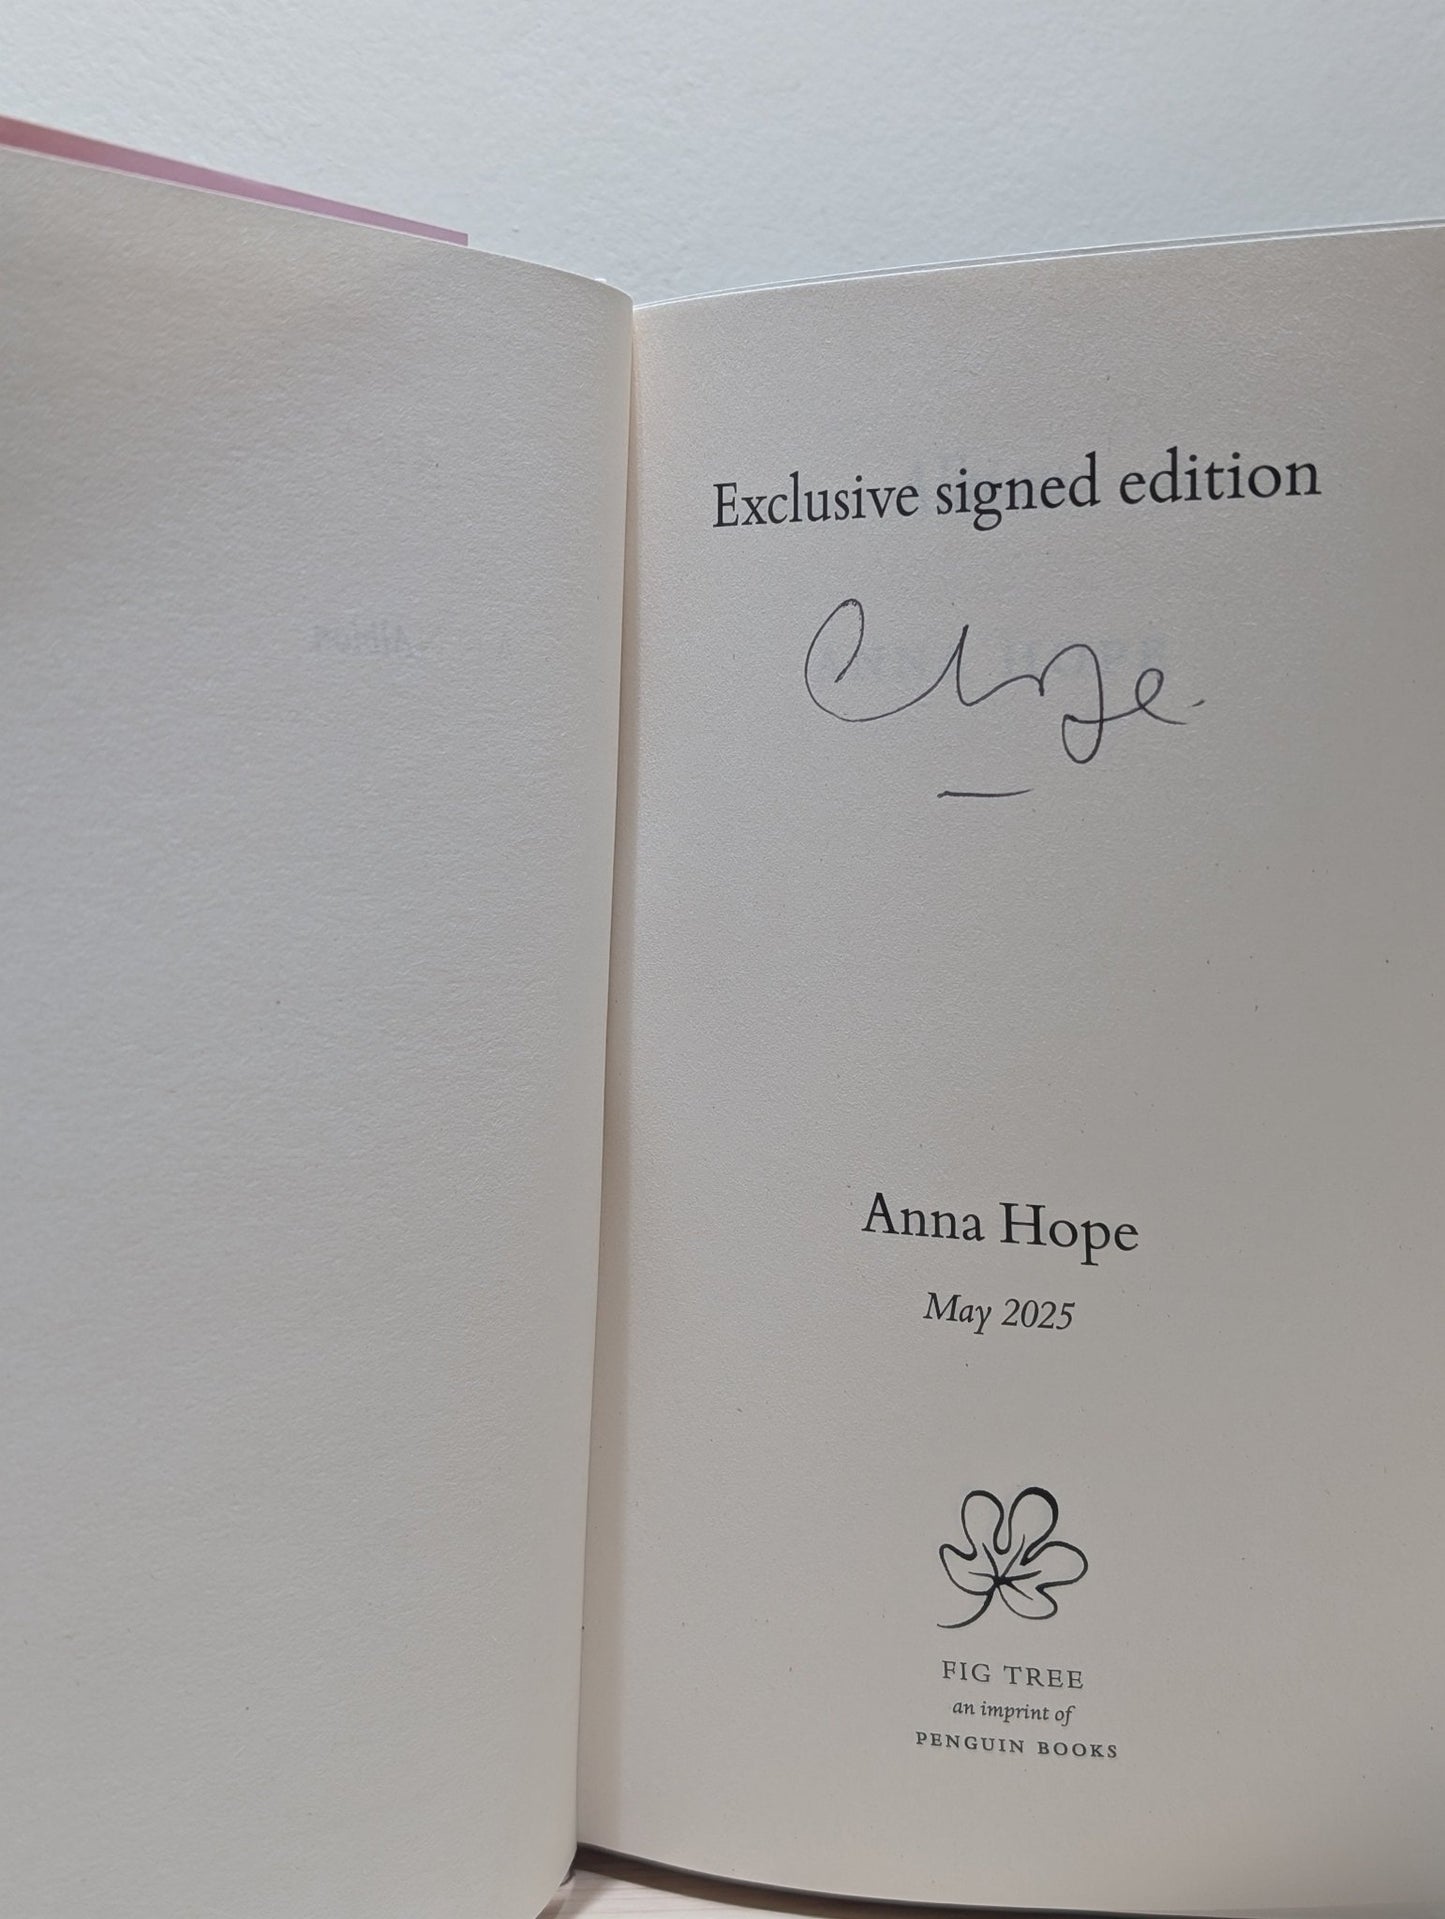 Exclusive signed edition
Anna Hope
May 2025
FIG TREE
an imprint of
PENGUIN BOOKS